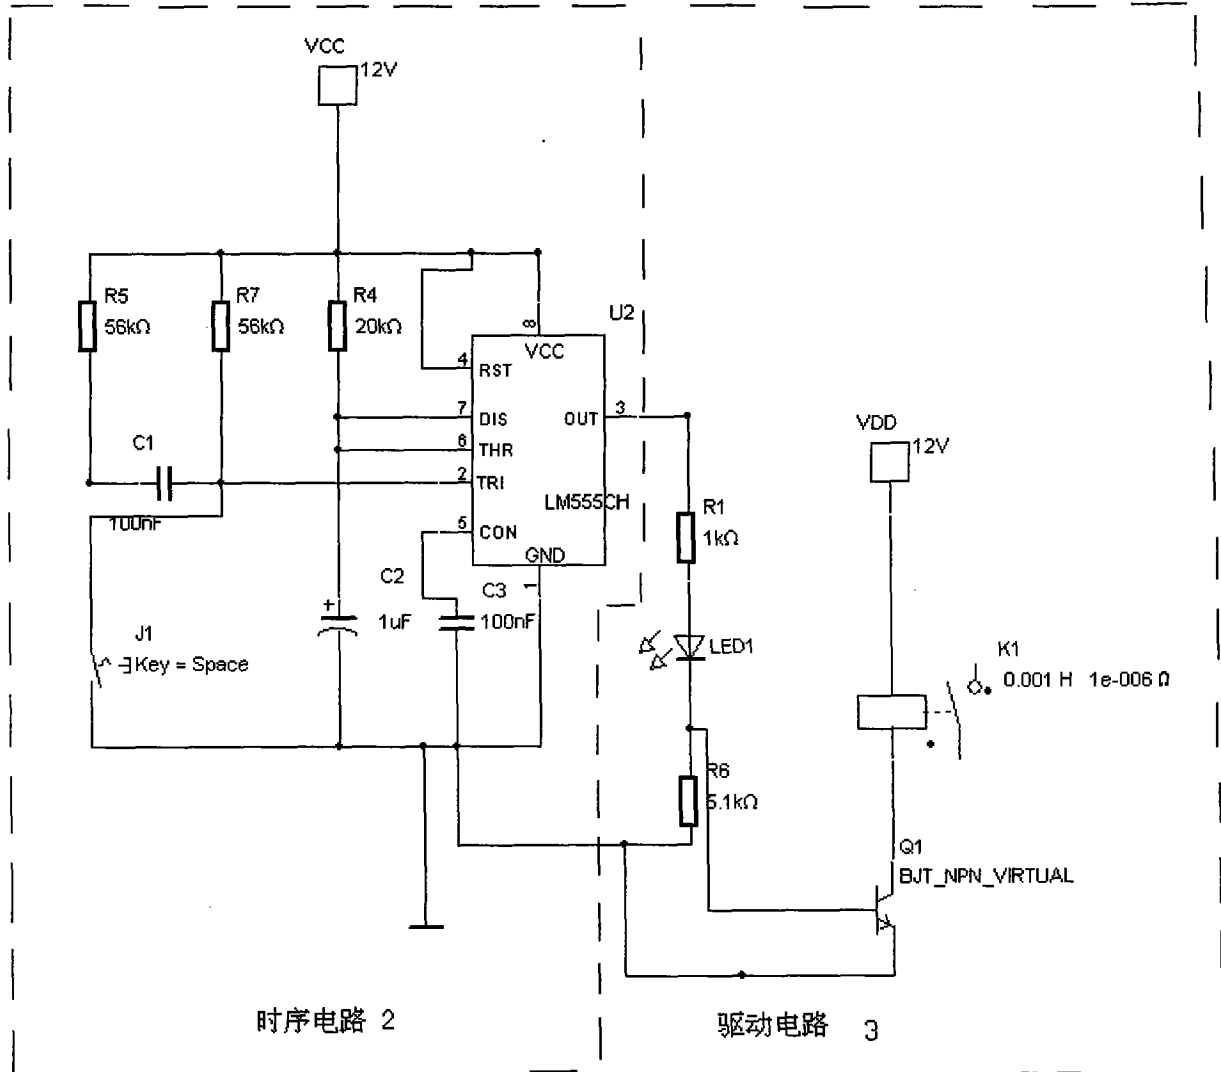 VCC
12V
R5
56kΩ
R7
56kΩ
R4
20kΩ
U2
8
VCC
4
RST
7
DIS
OUT
3
6
THR
2
TRI
LM555CH
5
CON
GND
1
C1
100nF
C2
1uF
C3
100nF
J1
Key = Space
R1
1kΩ
LED1
R6
5.1kΩ
VDD
12V
K1
0.001 H 1e-006 Ω
Q1
BJT_NPN_VIRTUAL
时序电路 2
驱动电路 3